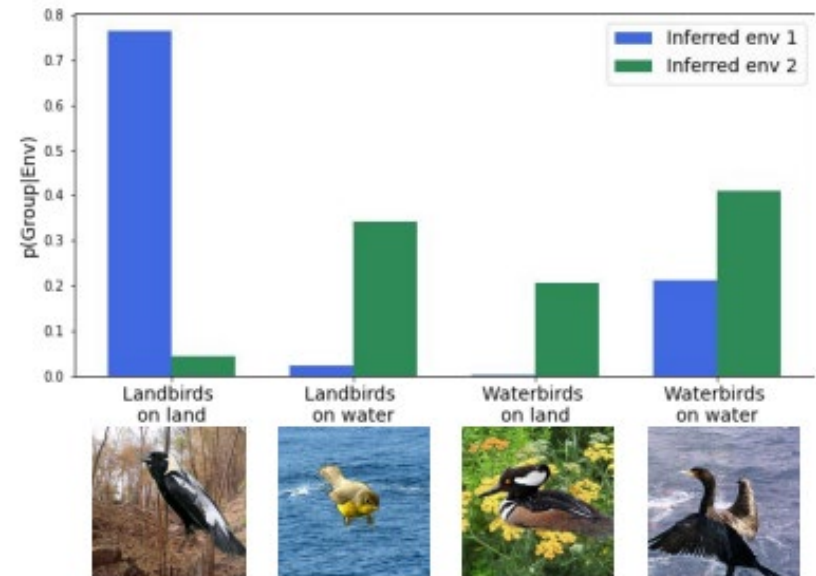 0.8
0.7
0.6
0.5
0.4
0.3
0.2
0.1
0.0
p(Group|Env)
Inferred env 1
Inferred env 2
Landbirds
on land
Landbirds
on water
Waterbirds
on land
Waterbirds
on water